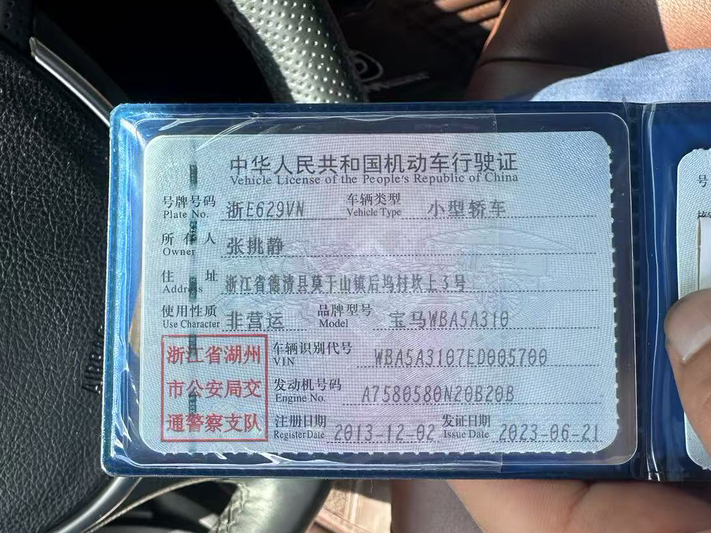 中华人民共和国机动车行驶证
Vehicle License of the People's Republic of China
号牌号码 Plate No. 浙E629VN 车辆类型 Vehicle Type 小型轿车
所有人 Owner 张挑静
住址 Address 浙江省德清县莫干山镇后坞村坎上3号
使用性质 Use Character 非营运 品牌型号 Model 宝马WBA5A310
车辆识别代号 VIN WBA5A3107ED005700
发动机号码 Engine No. A7580580N20B20B
注册日期 Register Date 2013-12-02 发证日期 Issue Date 2023-06-21
浙江省湖州
市公安局交
通警察支队
号
AIRBAG